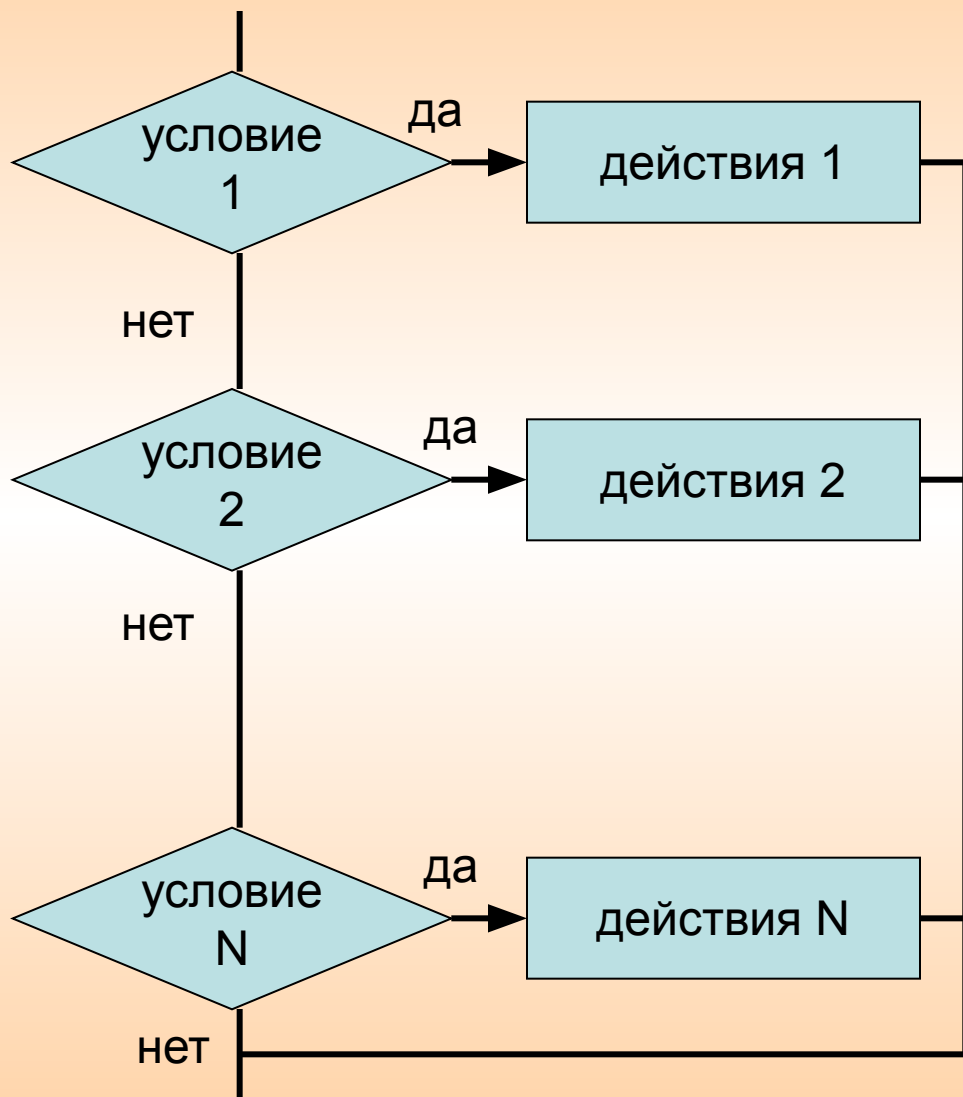 да
условие
1
действия 1
нет
да
условие
2
действия 2
нет
да
условие
N
действия N
нет